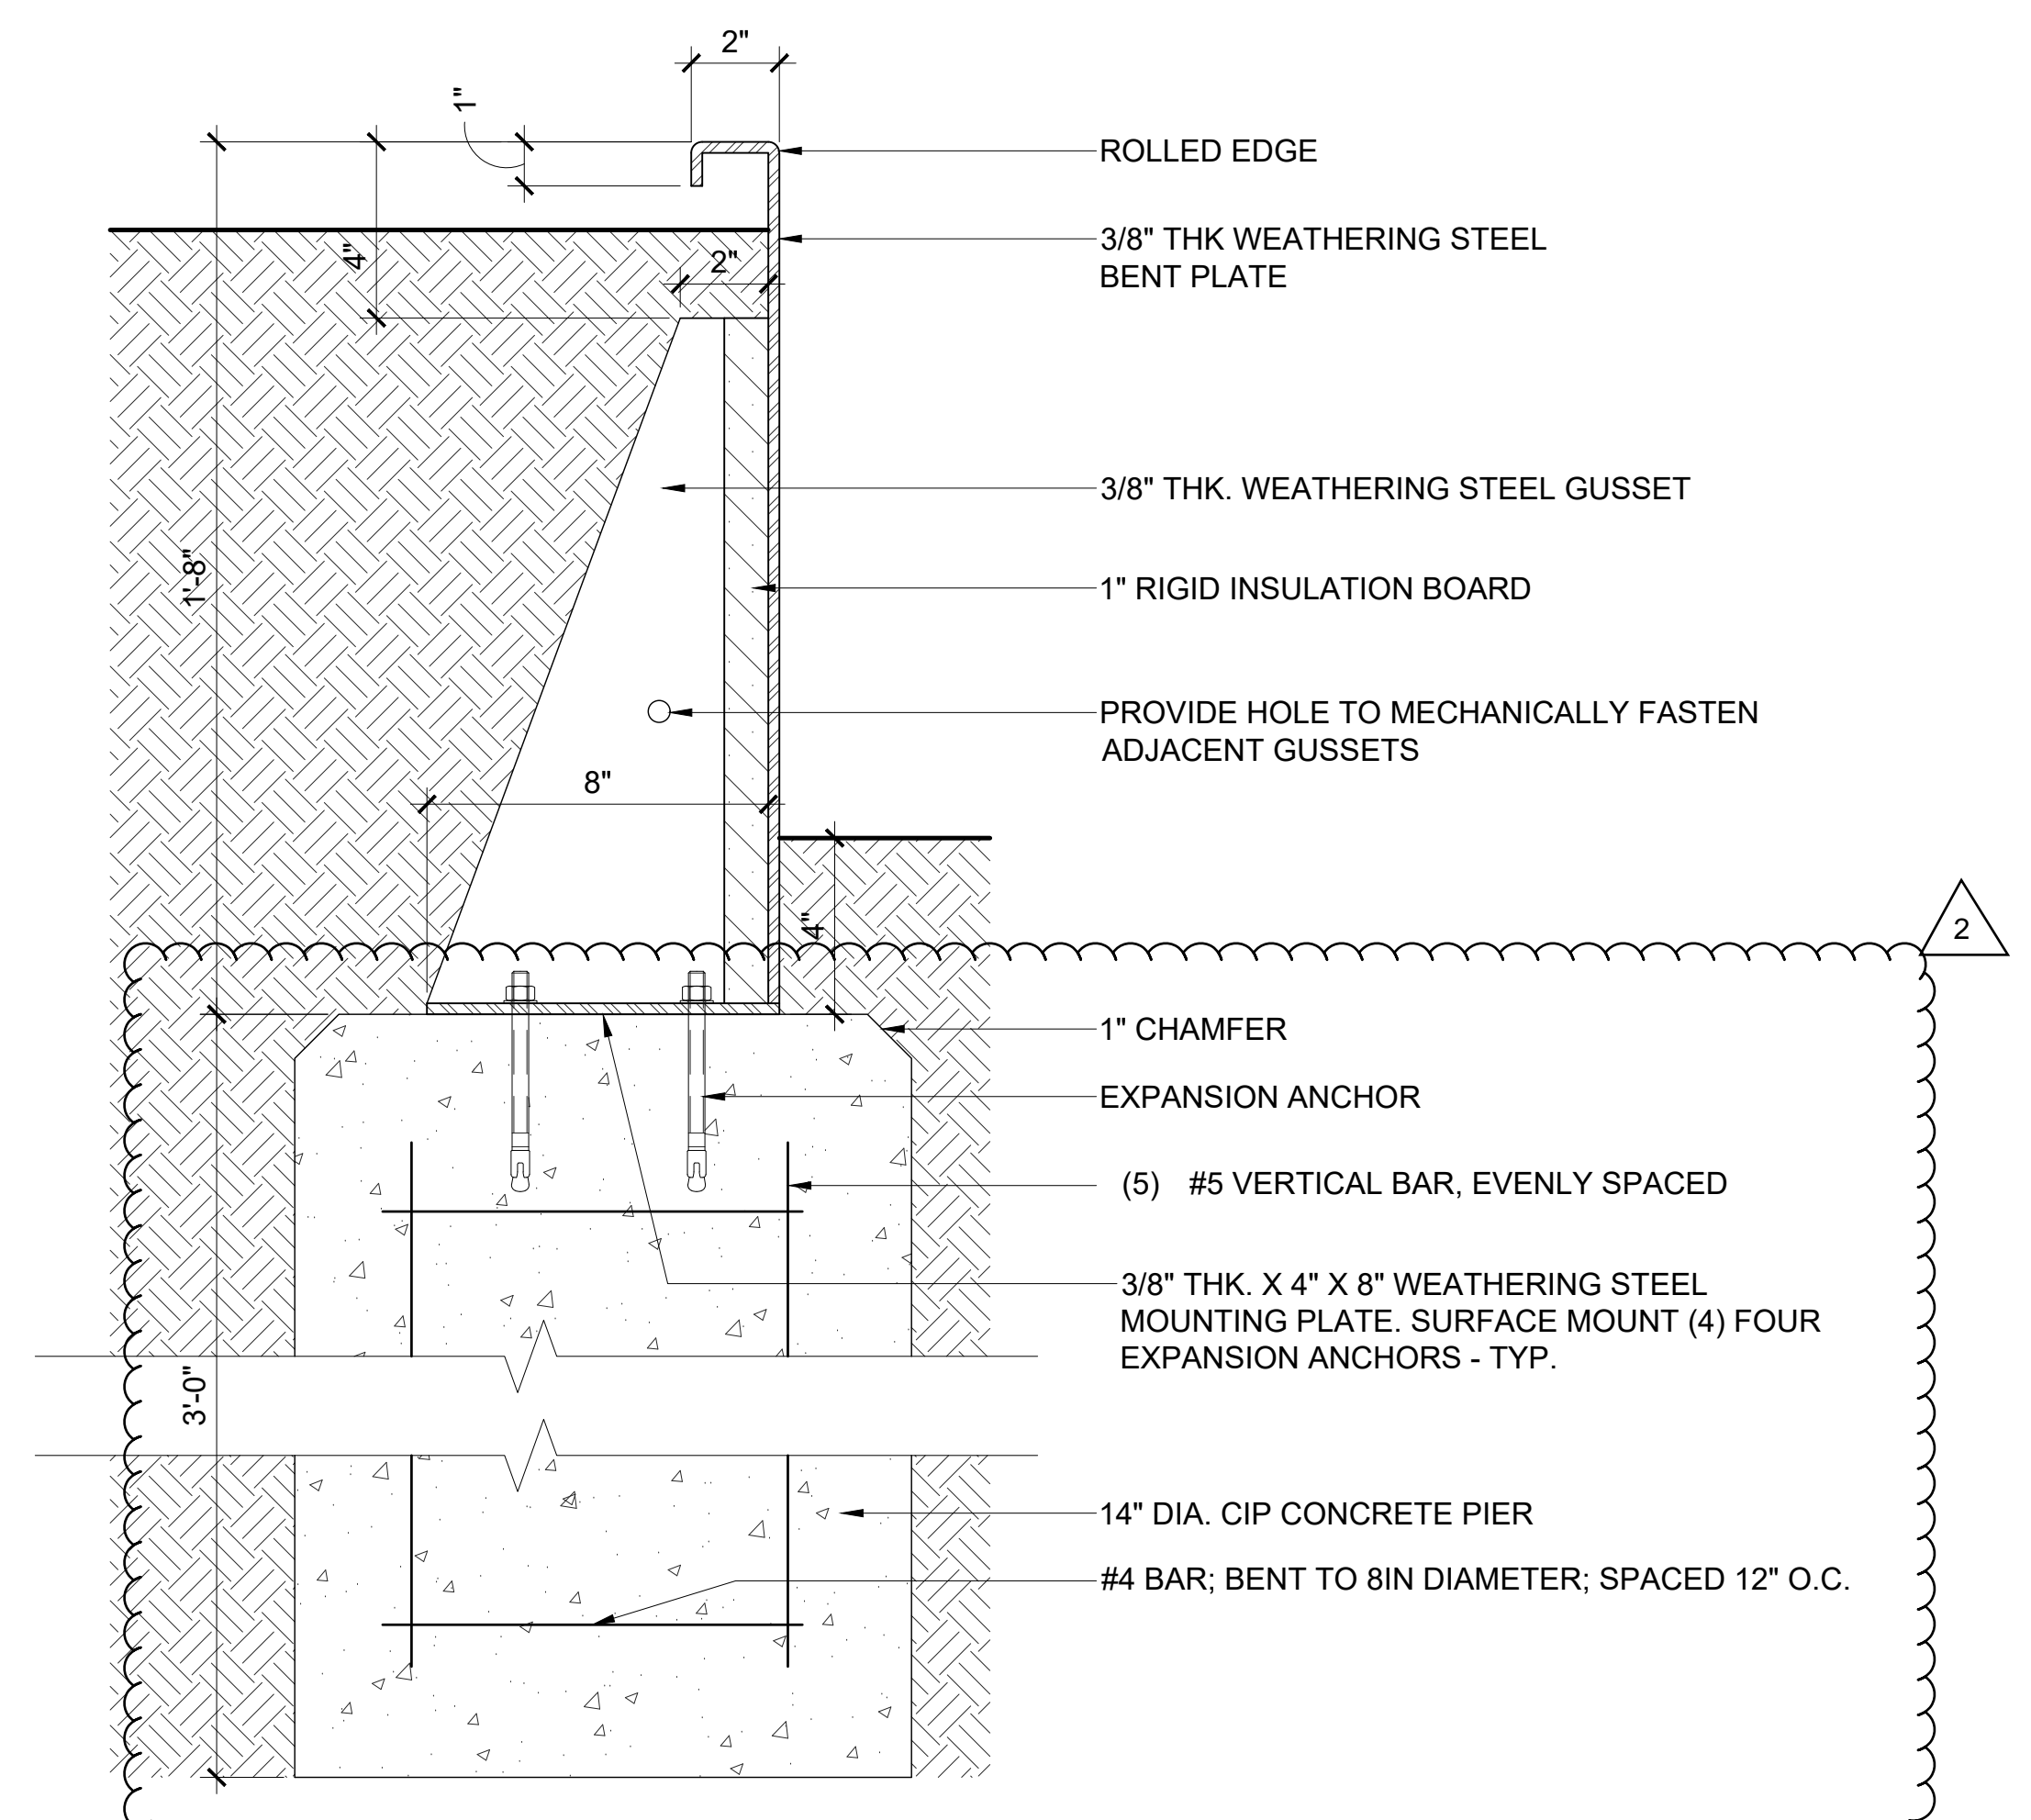 2"
1"
ROLLED EDGE
3/8" THK WEATHERING STEEL
BENT PLATE
4"
2"
3/8" THK. WEATHERING STEEL GUSSET
1'-8"
1" RIGID INSULATION BOARD
PROVIDE HOLE TO MECHANICALLY FASTEN
ADJACENT GUSSETS
8"
4"
2
1" CHAMFER
EXPANSION ANCHOR
(5) #5 VERTICAL BAR, EVENLY SPACED
3/8" THK. X 4" X 8" WEATHERING STEEL
MOUNTING PLATE. SURFACE MOUNT (4) FOUR
EXPANSION ANCHORS - TYP.
3'-0"
14" DIA. CIP CONCRETE PIER
#4 BAR; BENT TO 8IN DIAMETER; SPACED 12" O.C.